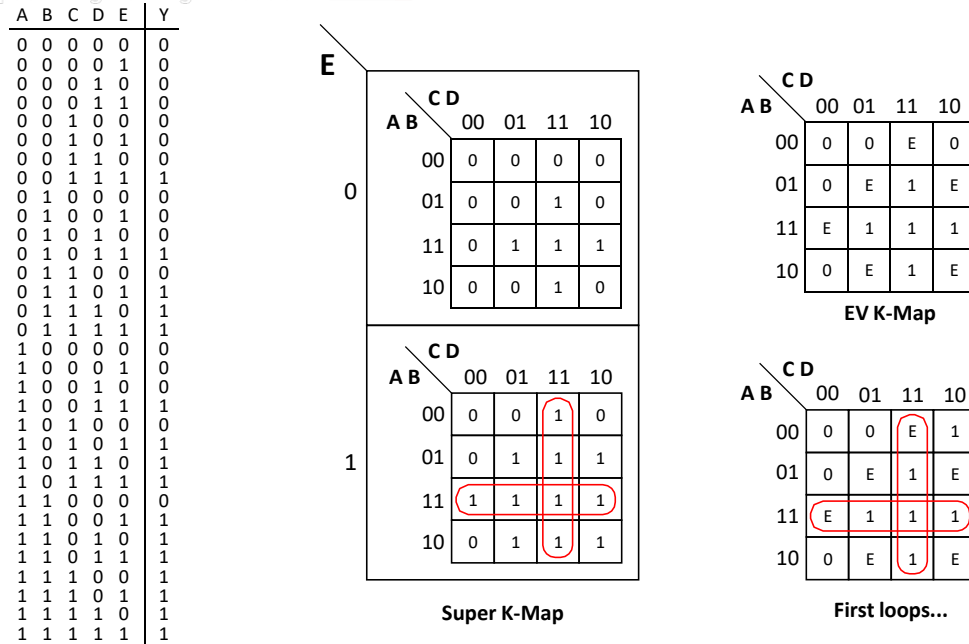 A B C D E Y
0 0 0 0 0 0
0 0 0 0 1 0
0 0 0 1 0 0
0 0 0 1 1 0
0 0 1 0 0 0
0 0 1 0 1 0
0 0 1 1 0 0
0 0 1 1 1 1
0 1 0 0 0 0
0 1 0 0 1 0
0 1 0 1 0 0
0 1 0 1 1 1
0 1 1 0 0 0
0 1 1 0 1 1
0 1 1 1 0 1
0 1 1 1 1 1
1 0 0 0 0 0
1 0 0 0 1 0
1 0 0 1 0 0
1 0 0 1 1 1
1 0 1 0 0 0
1 0 1 0 1 1
1 0 1 1 0 1
1 0 1 1 1 1
1 1 0 0 0 0
1 1 0 0 1 1
1 1 0 1 0 1
1 1 0 1 1 1
1 1 1 0 0 1
1 1 1 0 1 1
1 1 1 1 0 1
1 1 1 1 1 1
E
0
C D
A B 00 01 11 10
00 0 0 0 0
01 0 0 1 0
11 0 1 1 1
10 0 0 1 0
1
C D
A B 00 01 11 10
00 0 0 1 0
01 0 1 1 1
11 1 1 1 1
10 0 1 1 1
Super K-Map
C D
A B 00 01 11 10
00 0 0 E 0
01 0 E 1 E
11 E 1 1 1
10 0 E 1 E
EV K-Map
C D
A B 00 01 11 10
00 0 0 E 1
01 0 E 1 E
11 E 1 1 1
10 0 E 1 E
First loops...